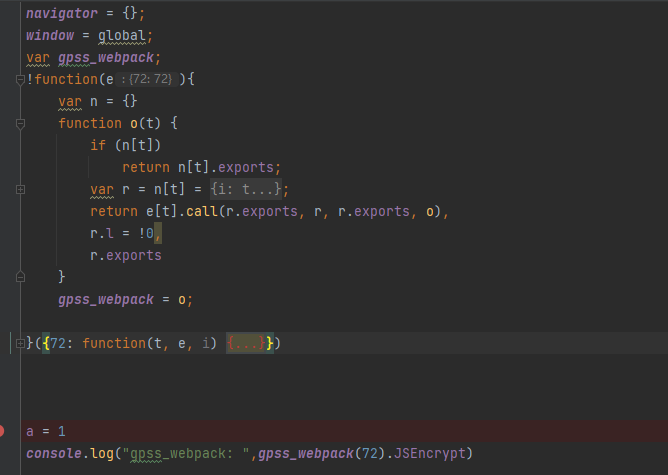 navigator = {};
window = global;
var gpss_webpack;
!function(e : {72: 72} ){
    var n = {}
    function o(t) {
        if (n[t])
            return n[t].exports;
        var r = n[t] = {i: t...};
        return e[t].call(r.exports, r, r.exports, o),
        r.l = !0,
        r.exports
    }
    gpss_webpack = o;
}({72: function(t, e, i) {...}})
a = 1
console.log("gpss_webpack: ",gpss_webpack(72).JSEncrypt)